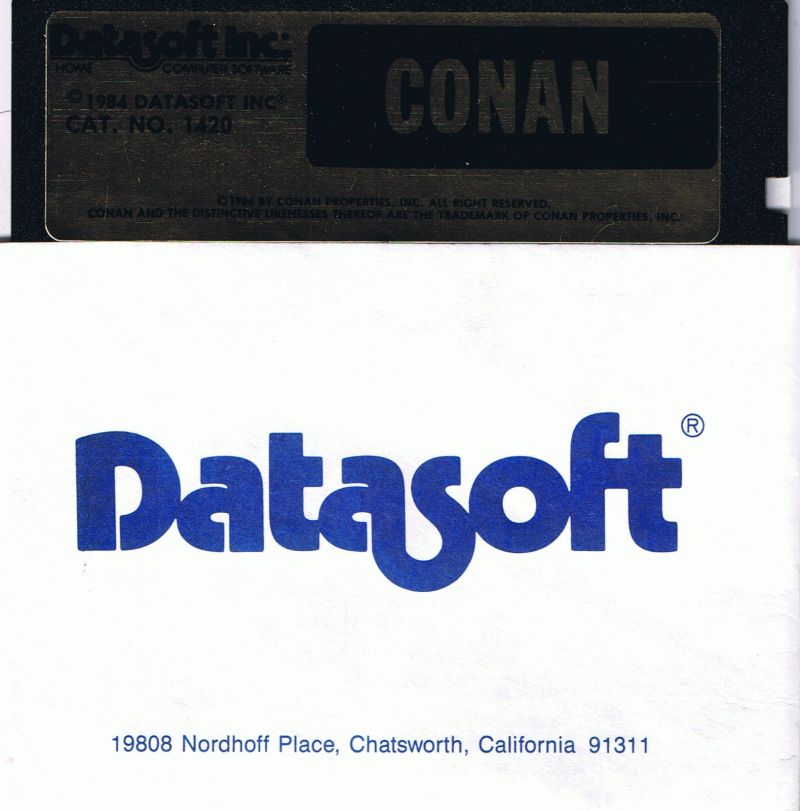 Datasoft Inc.
HOME COMPUTER SOFTWARE
© 1984 DATASOFT INC®
CAT. NO. 1420
CONAN
©1984 BY CONAN PROPERTIES, INC. ALL RIGHT RESERVED.
CONAN AND THE DISTINCTIVE LIKENESSES THEREOF ARE THE TRADEMARK OF CONAN PROPERTIES, INC.
Datasoft®
19808 Nordhoff Place, Chatsworth, California 91311